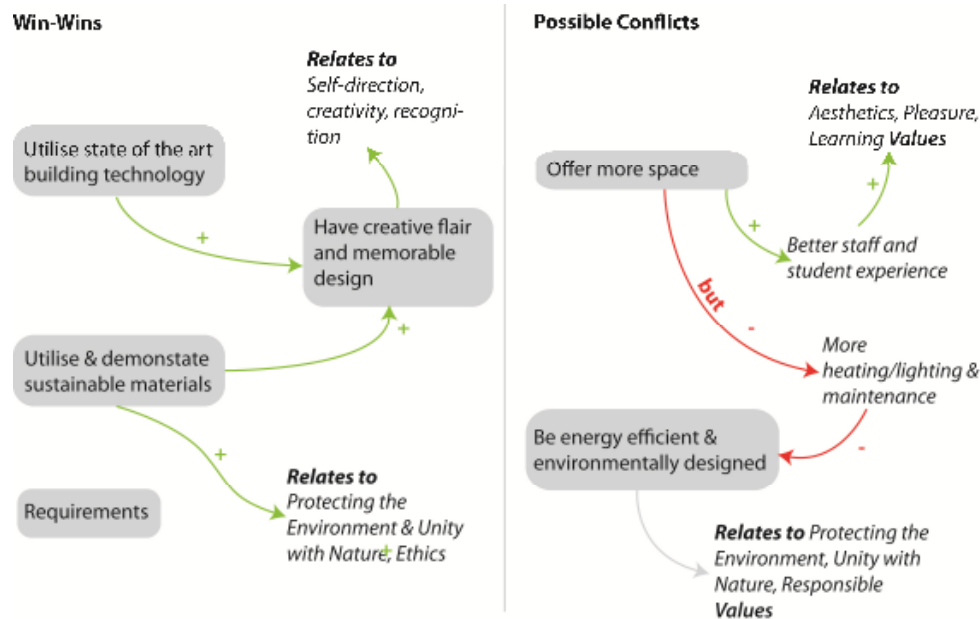 Win-Wins
Relates to
Self-direction,
creativity, recogni-
tion
Utilise state of the art
building technology
+
Have creative flair
and memorable
design
+
Utilise & demonstate
sustainable materials
+
Relates to
Protecting the
Environment & Unity
with Nature, Ethics
+
Requirements
Possible Conflicts
Relates to
Aesthetics, Pleasure,
Learning Values
Offer more space
+
+
Better staff and
student experience
but
-
More
heating/lighting &
maintenance
-
Be energy efficient &
environmentally designed
Relates to Protecting the
Environment, Unity with
Nature, Responsible
Values